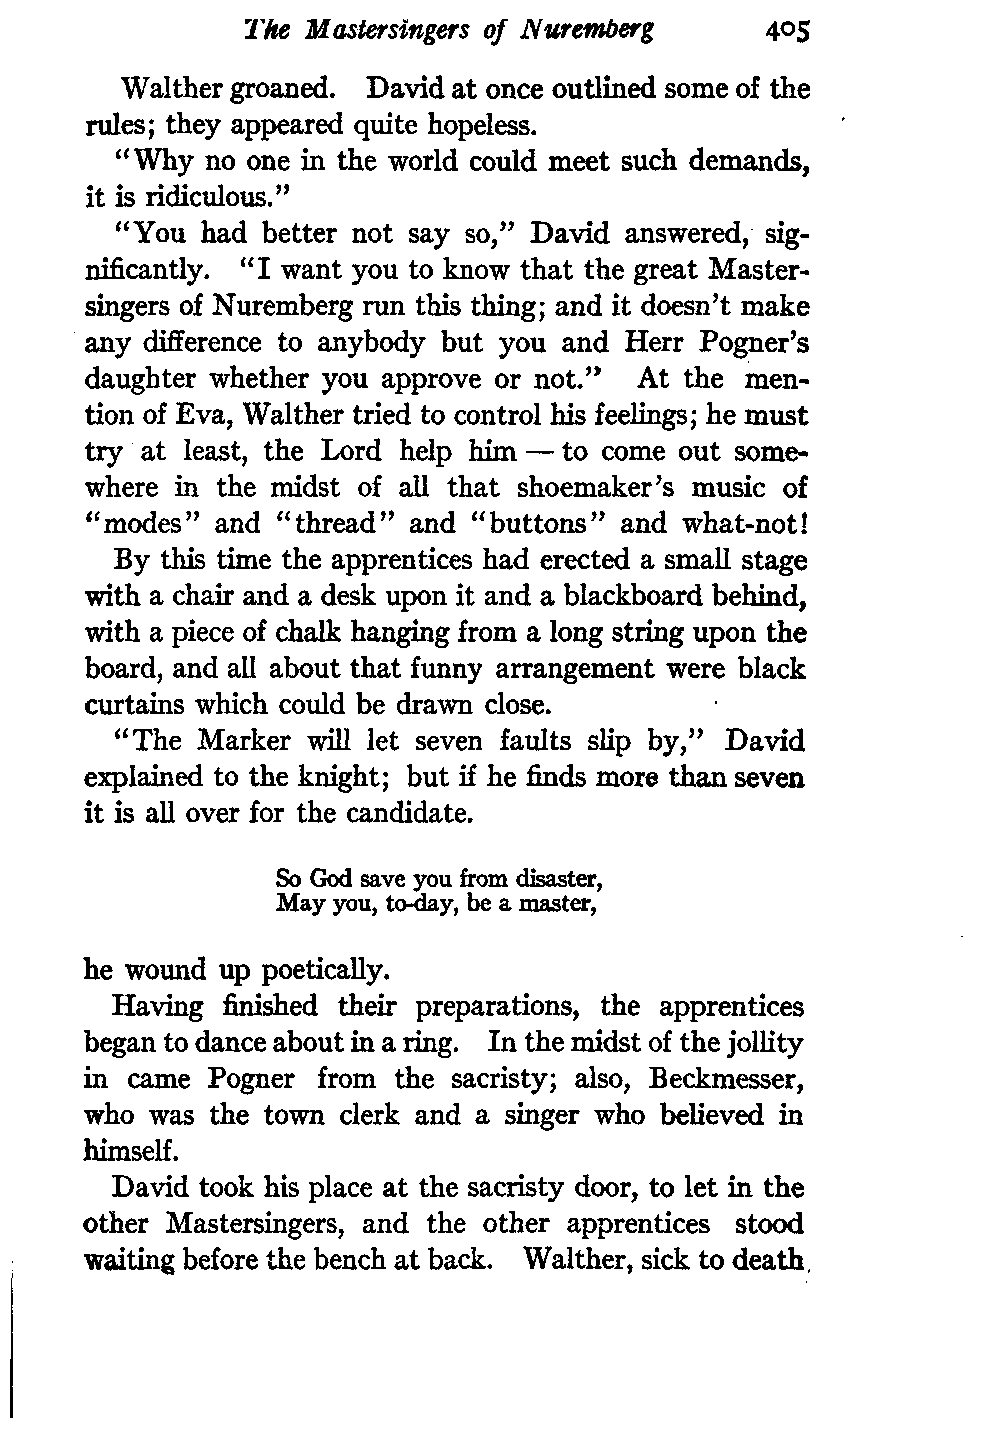 The Mastersingers of Nuremberg 405
Walther groaned. David at once outlined some of the
rules; they appeared quite hopeless.
"Why no one in the world could meet such demands,
it is ridiculous."
"You had better not say so," David answered, sig-
nificantly. "I want you to know that the great Master-
singers of Nuremberg run this thing; and it doesn't make
any difference to anybody but you and Herr Pogner's
daughter whether you approve or not." At the men-
tion of Eva, Walther tried to control his feelings; he must
try at least, the Lord help him — to come out some-
where in the midst of all that shoemaker's music of
"modes" and "thread" and "buttons" and what-not!
By this time the apprentices had erected a small stage
with a chair and a desk upon it and a blackboard behind,
with a piece of chalk hanging from a long string upon the
board, and all about that funny arrangement were black
curtains which could be drawn close.
"The Marker will let seven faults slip by," David
explained to the knight; but if he finds more than seven
it is all over for the candidate.
So God save you from disaster,
May you, to-day, be a master,
he wound up poetically.
Having finished their preparations, the apprentices
began to dance about in a ring. In the midst of the jollity
in came Pogner from the sacristy; also, Beckmesser,
who was the town clerk and a singer who believed in
himself.
David took his place at the sacristy door, to let in the
other Mastersingers, and the other apprentices stood
waiting before the bench at back. Walther, sick to death